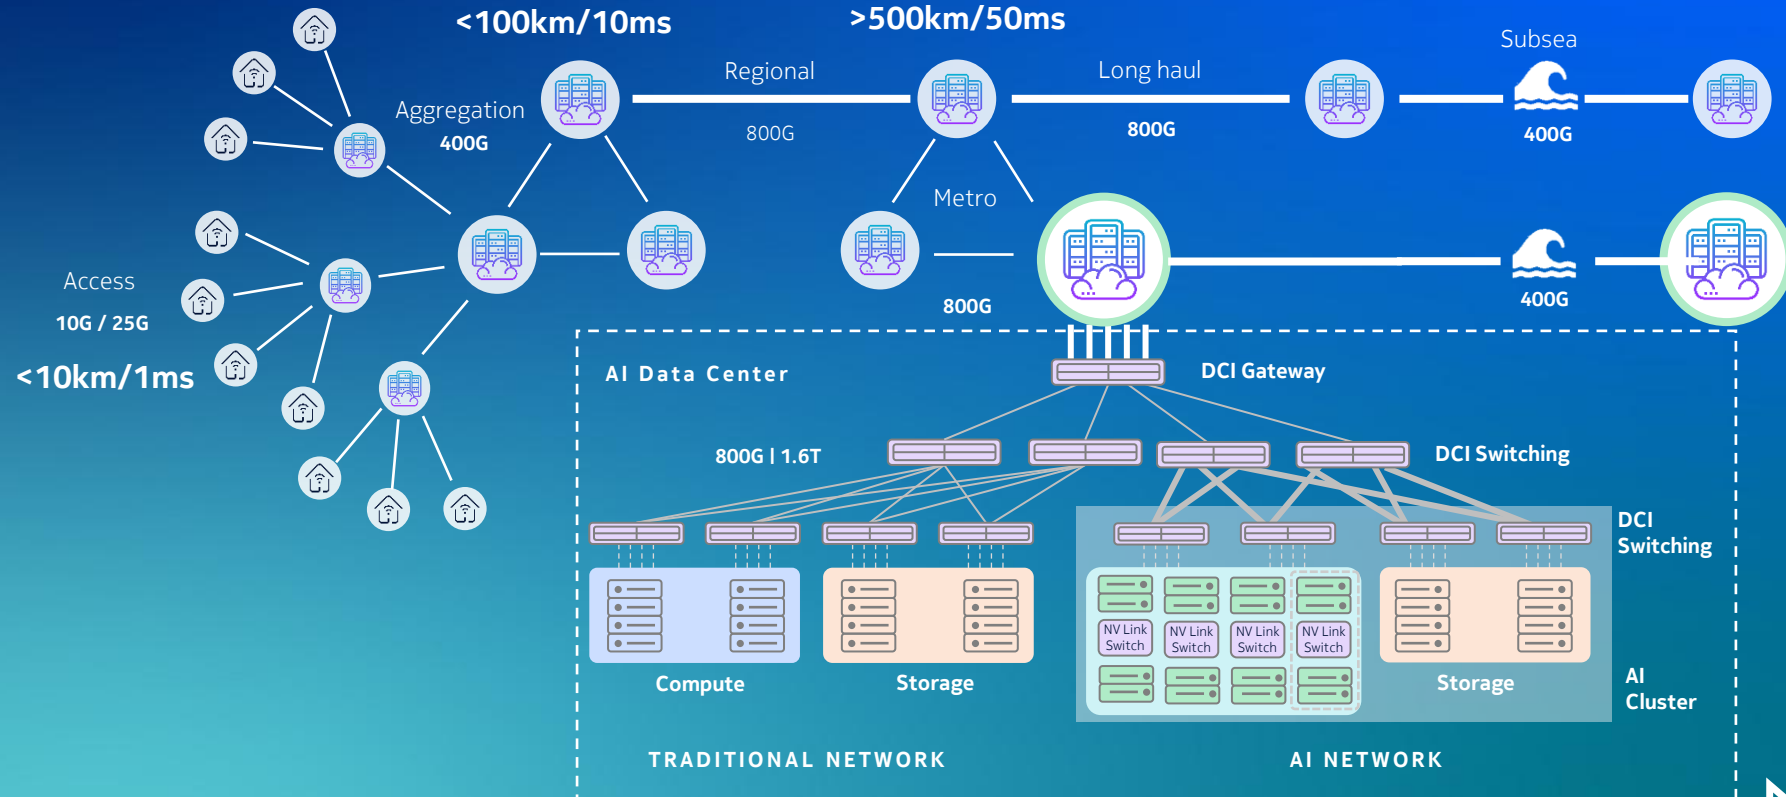 <100km/10ms
>500km/50ms
Subsea
Regional
Long haul
Aggregation
400G
800G
800G
400G
Metro
Access
10G / 25G
800G
400G
<10km/1ms
AI Data Center
DCI Gateway
800G | 1.6T
DCI Switching
DCI
Switching
NV Link
Switch
NV Link
Switch
NV Link
Switch
NV Link
Switch
Compute
Storage
Storage
AI
Cluster
TRADITIONAL NETWORK
AI NETWORK